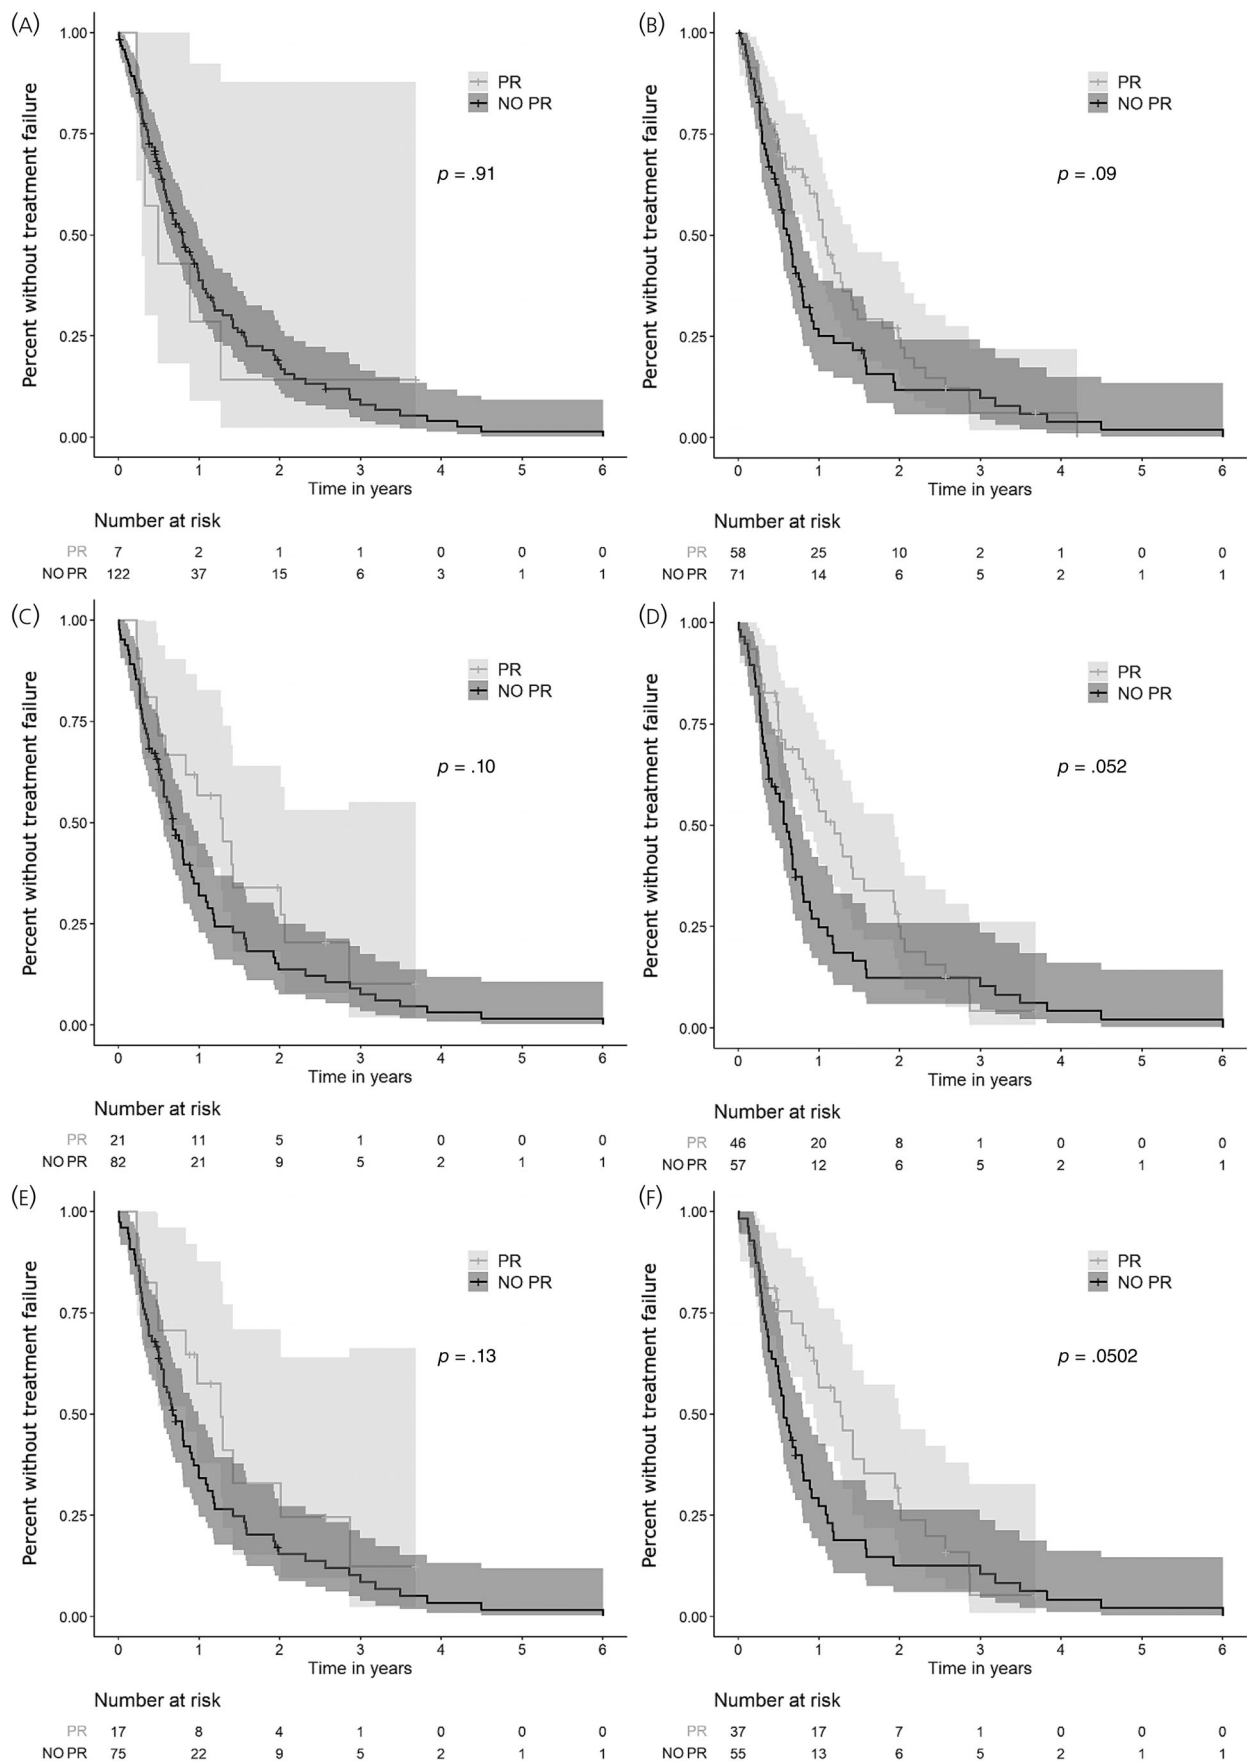 (A)
Percent without treatment failure
1.00
0.75
0.50
0.25
0.00
PR
NO PR
p = .91
0 1 2 3 4 5 6
Time in years
Number at risk
PR 7 2 1 1 0 0 0
NO PR 122 37 15 6 3 1 1
(B)
Percent without treatment failure
1.00
0.75
0.50
0.25
0.00
PR
NO PR
p = .09
0 1 2 3 4 5 6
Time in years
Number at risk
PR 58 25 10 2 1 0 0
NO PR 71 14 6 5 2 1 1
(C)
Percent without treatment failure
1.00
0.75
0.50
0.25
0.00
PR
NO PR
p = .10
0 1 2 3 4 5 6
Time in years
Number at risk
PR 21 11 5 1 0 0 0
NO PR 82 21 9 5 2 1 1
(D)
Percent without treatment failure
1.00
0.75
0.50
0.25
0.00
PR
NO PR
p = .052
0 1 2 3 4 5 6
Time in years
Number at risk
PR 46 20 8 1 0 0 0
NO PR 57 12 6 5 2 1 1
(E)
Percent without treatment failure
1.00
0.75
0.50
0.25
0.00
PR
NO PR
p = .13
0 1 2 3 4 5 6
Time in years
Number at risk
PR 17 8 4 1 0 0 0
NO PR 75 22 9 5 2 1 1
(F)
Percent without treatment failure
1.00
0.75
0.50
0.25
0.00
PR
NO PR
p = .0502
0 1 2 3 4 5 6
Time in years
Number at risk
PR 37 17 7 1 0 0 0
NO PR 55 13 6 5 2 1 1